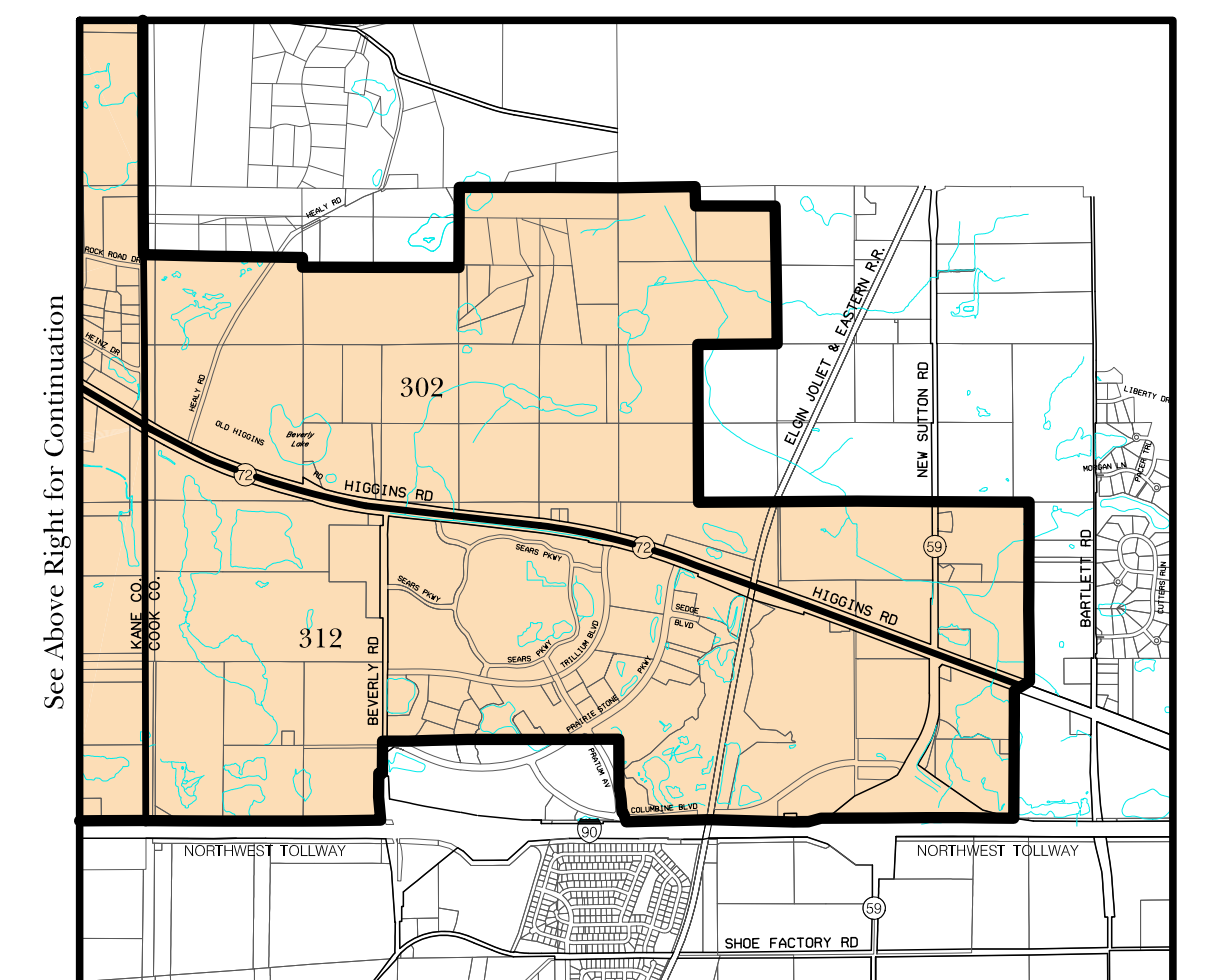 See Above Right for Continuation
HEALY RD
ROCK ROAD DR
HEINZ DR
HEALY RD
302
OLD HIGGINS
RD
Beverly
Lake
ELGIN JOLIET & EASTERN R.R.
NEW SUTTON RD
LIBERTY DR
PACER TRL
MORGAN LN
72
HIGGINS RD
72
59
SEARS PKWY
SEARS PKWY
SEARS PKWY
SEDGE
BLVD
HIGGINS RD
BARTLETT RD
CUTTERS RUN
KANE CO.
COOK CO.
312
BEVERLY RD
TRILLIUM BLVD
PRAIRIE STONE
PKWY
PRATUM AV
COLUMBINE BLVD
90
NORTHWEST TOLLWAY
NORTHWEST TOLLWAY
59
SHOE FACTORY RD